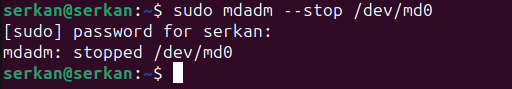 serkan@serkan:~$ sudo mdadm --stop /dev/md0
[sudo] password for serkan:
mdadm: stopped /dev/md0
serkan@serkan:~$